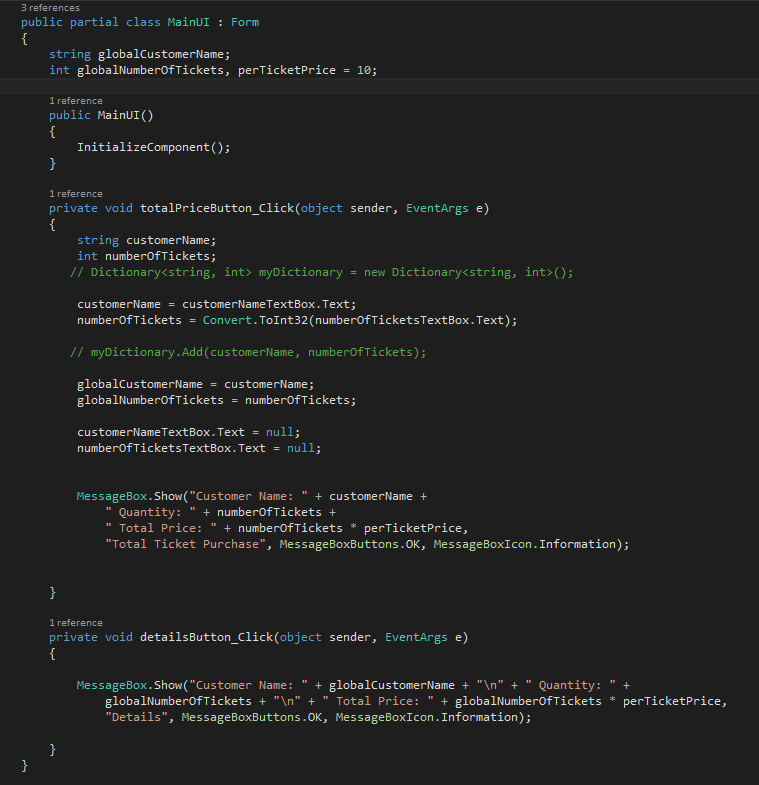 3 references
public partial class MainUI : Form
{
string globalCustomerName;
int globalNumberOfTickets, perTicketPrice = 10;
1 reference
public MainUI()
{
InitializeComponent();
}
1 reference
private void totalPriceButton_Click(object sender, EventArgs e)
{
string customerName;
int numberOfTickets;
// Dictionary<string, int> myDictionary = new Dictionary<string, int>();
customerName = customerNameTextBox.Text;
numberOfTickets = Convert.ToInt32(numberOfTicketsTextBox.Text);
// myDictionary.Add(customerName, numberOfTickets);
globalCustomerName = customerName;
globalNumberOfTickets = numberOfTickets;
customerNameTextBox.Text = null;
numberOfTicketsTextBox.Text = null;
MessageBox.Show("Customer Name: " + customerName +
" Quantity: " + numberOfTickets +
" Total Price: " + numberOfTickets * perTicketPrice,
"Total Ticket Purchase", MessageBoxButtons.OK, MessageBoxIcon.Information);
}
1 reference
private void detailsButton_Click(object sender, EventArgs e)
{
MessageBox.Show("Customer Name: " + globalCustomerName + "\n" + " Quantity: " +
globalNumberOfTickets + "\n" + " Total Price: " + globalNumberOfTickets * perTicketPrice,
"Details", MessageBoxButtons.OK, MessageBoxIcon.Information);
}
}